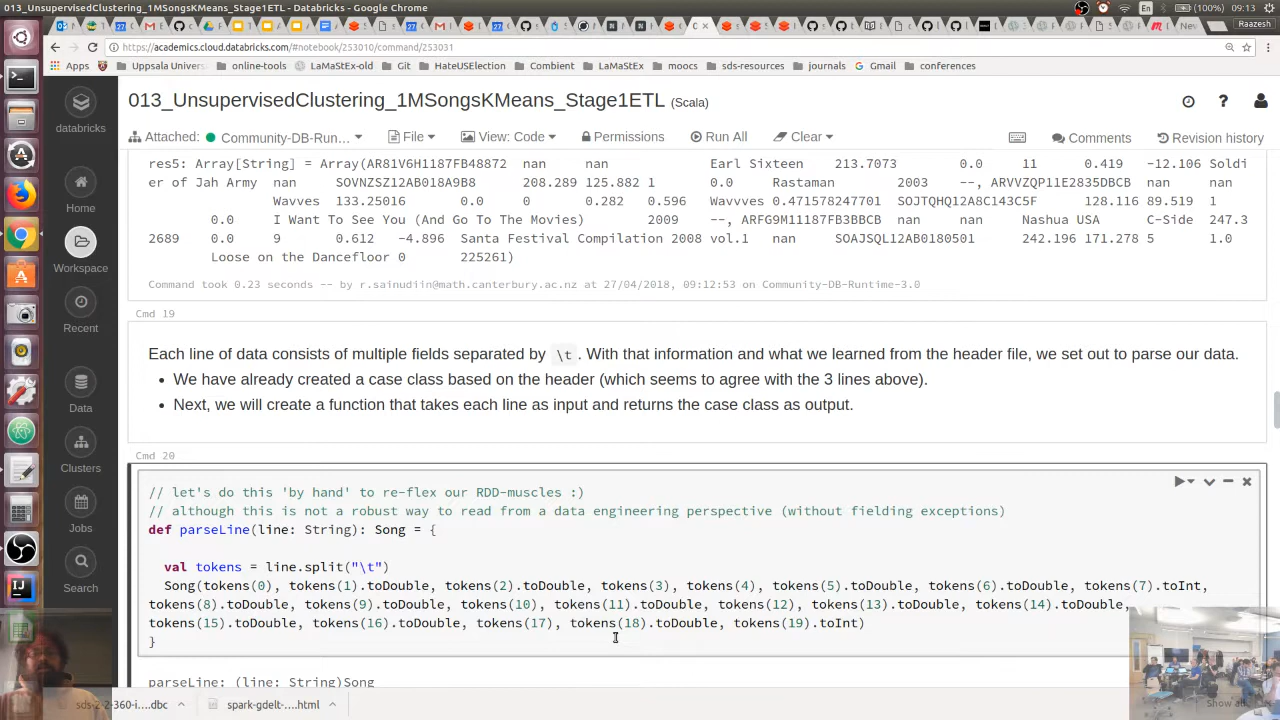 013_UnsupervisedClustering_1MSongsKMeans_Stage1ETL - Databricks - Google Chrome
En (100%) 09:13
Raazesh
https://academics.cloud.databricks.com/#notebook/253010/command/253031
Apps Uppsala Univers online-tools LaMaStEx-old Git HateUSElection Combient LaMaStEx moocs sds-resources journals Gmail conferences
013_UnsupervisedClustering_1MSongsKMeans_Stage1ETL (Scala)
databricks
Attached: Community-DB-Run... File View: Code Permissions Run All Clear Comments Revision history
Home
Workspace
Recent
Data
Clusters
Jobs
Search
res5: Array[String] = Array(AR81V6H1187FB48872 nan nan Earl Sixteen 213.7073 0.0 11 0.419 -12.106 Soldi
er of Jah Army nan SOVNZSZ12AB018A9B8 208.289 125.882 1 0.0 Rastaman 2003 --, ARVVZQP11E2835DBCB nan nan
Wavves 133.25016 0.0 0 0.282 0.596 Wavvves 0.471578247701 SOJTQHQ12A8C143C5F 128.116 89.519 1
0.0 I Want To See You (And Go To The Movies) 2009 --, ARFG9M11187FB3BBCB nan nan Nashua USA C-Side 247.3
2689 0.0 9 0.612 -4.896 Santa Festival Compilation 2008 vol.1 nan SOAJSQL12AB0180501 242.196 171.278 5 1.0
Loose on the Dancefloor 0 225261)
Command took 0.23 seconds -- by r.sainudiin@math.canterbury.ac.nz at 27/04/2018, 09:12:53 on Community-DB-Runtime-3.0
Cmd 19
Each line of data consists of multiple fields separated by \t. With that information and what we learned from the header file, we set out to parse our data.
• We have already created a case class based on the header (which seems to agree with the 3 lines above).
• Next, we will create a function that takes each line as input and returns the case class as output.
Cmd 20
// let's do this 'by hand' to re-flex our RDD-muscles :)
// although this is not a robust way to read from a data engineering perspective (without fielding exceptions)
def parseLine(line: String): Song = {
val tokens = line.split("\t")
Song(tokens(0), tokens(1).toDouble, tokens(2).toDouble, tokens(3), tokens(4), tokens(5).toDouble, tokens(6).toDouble, tokens(7).toInt,
tokens(8).toDouble, tokens(9).toDouble, tokens(10), tokens(11).toDouble, tokens(12), tokens(13).toDouble, tokens(14).toDouble,
tokens(15).toDouble, tokens(16).toDouble, tokens(17), tokens(18).toDouble, tokens(19).toInt)
}
parseLine: (line: String)Song
sds-2-2-360-i....dbc spark-gdelt-....html Show all